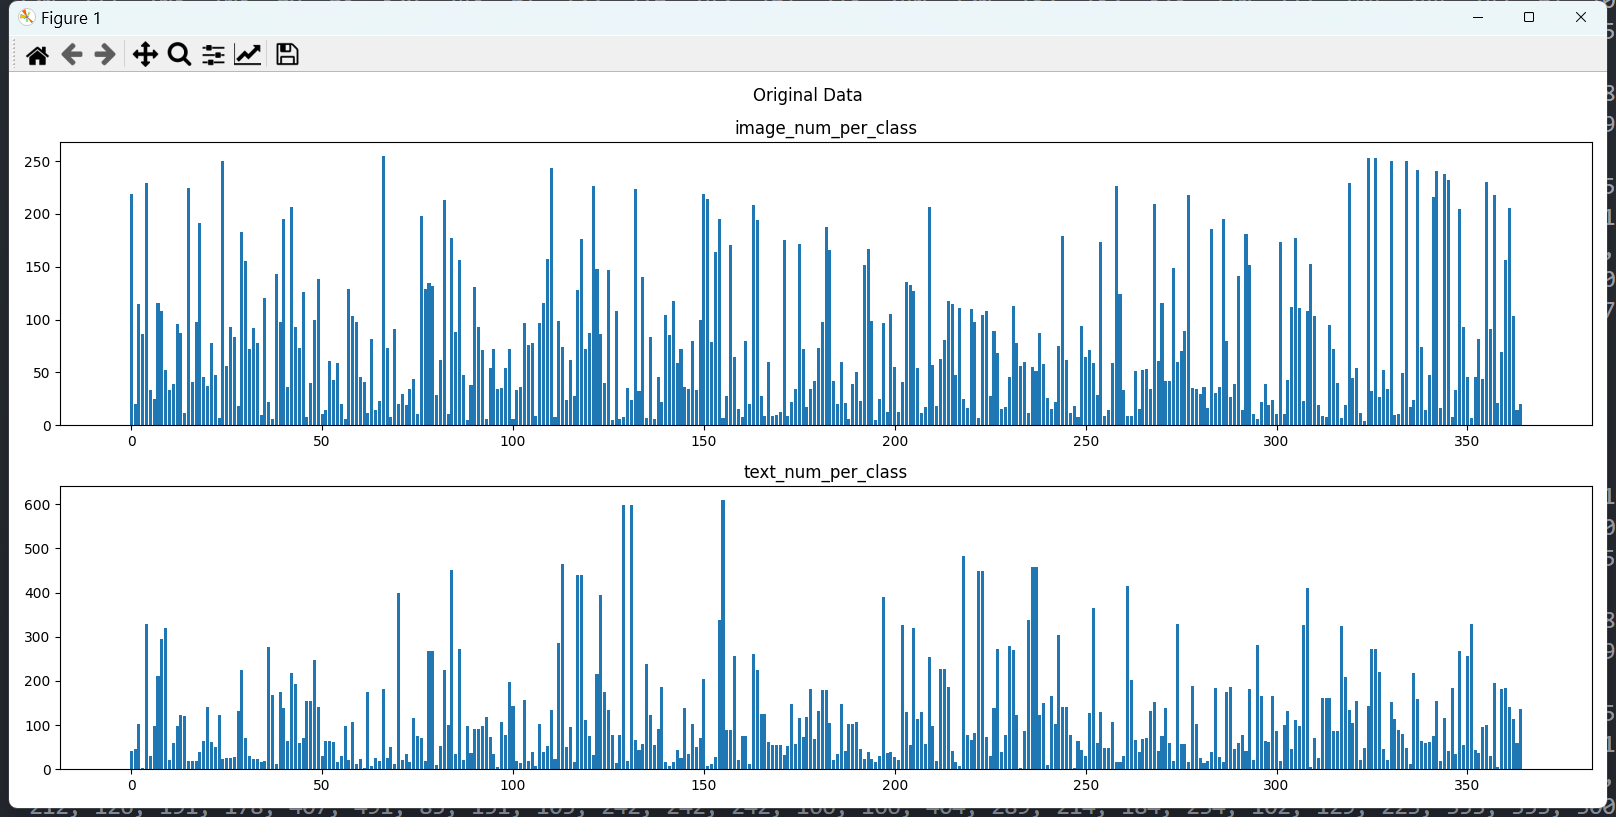 Figure 1
Original Data
image_num_per_class
250
200
150
100
50
0
0 50 100 150 200 250 300 350
text_num_per_class
600
500
400
300
200
100
0
0 50 100 150 200 250 300 350